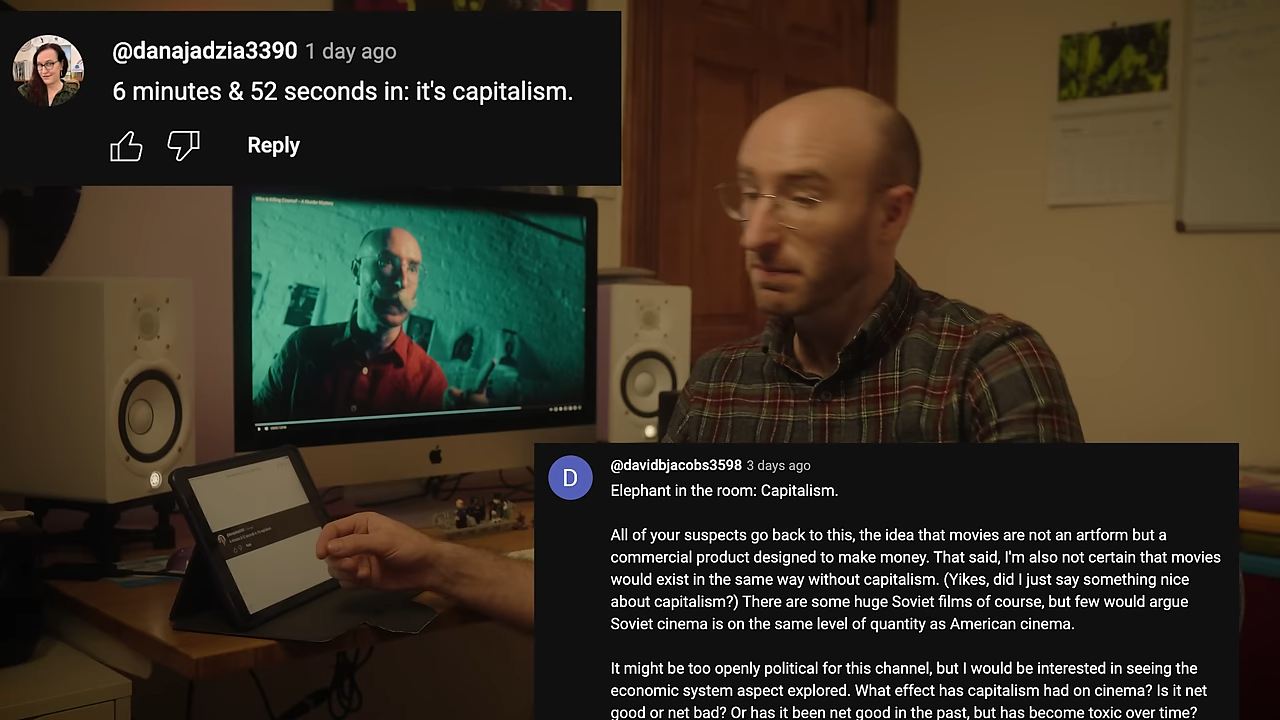 @danajadzia3390 1 day ago
6 minutes & 52 seconds in: it's capitalism.
Reply
Who is Killing Cinema? - A Murder Mystery
D
@davidbjacobs3598 3 days ago
Elephant in the room: Capitalism.
All of your suspects go back to this, the idea that movies are not an artform but a
commercial product designed to make money. That said, I'm also not certain that movies
would exist in the same way without capitalism. (Yikes, did I just say something nice
about capitalism?) There are some huge Soviet films of course, but few would argue
Soviet cinema is on the same level of quantity as American cinema.
It might be too openly political for this channel, but I would be interested in seeing the
economic system aspect explored. What effect has capitalism had on cinema? Is it net
good or net bad? Or has it been net good in the past, but has become toxic over time?